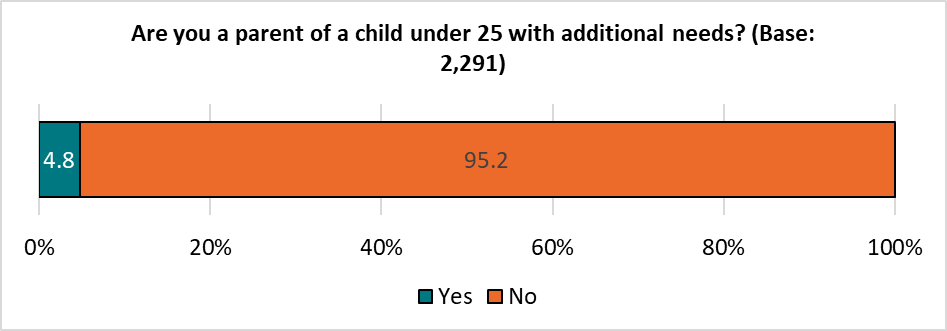 Are you a parent of a child under 25 with additional needs? (Base:
2,291)
4.8 95.2
0% 20% 40% 60% 80% 100%
Yes No